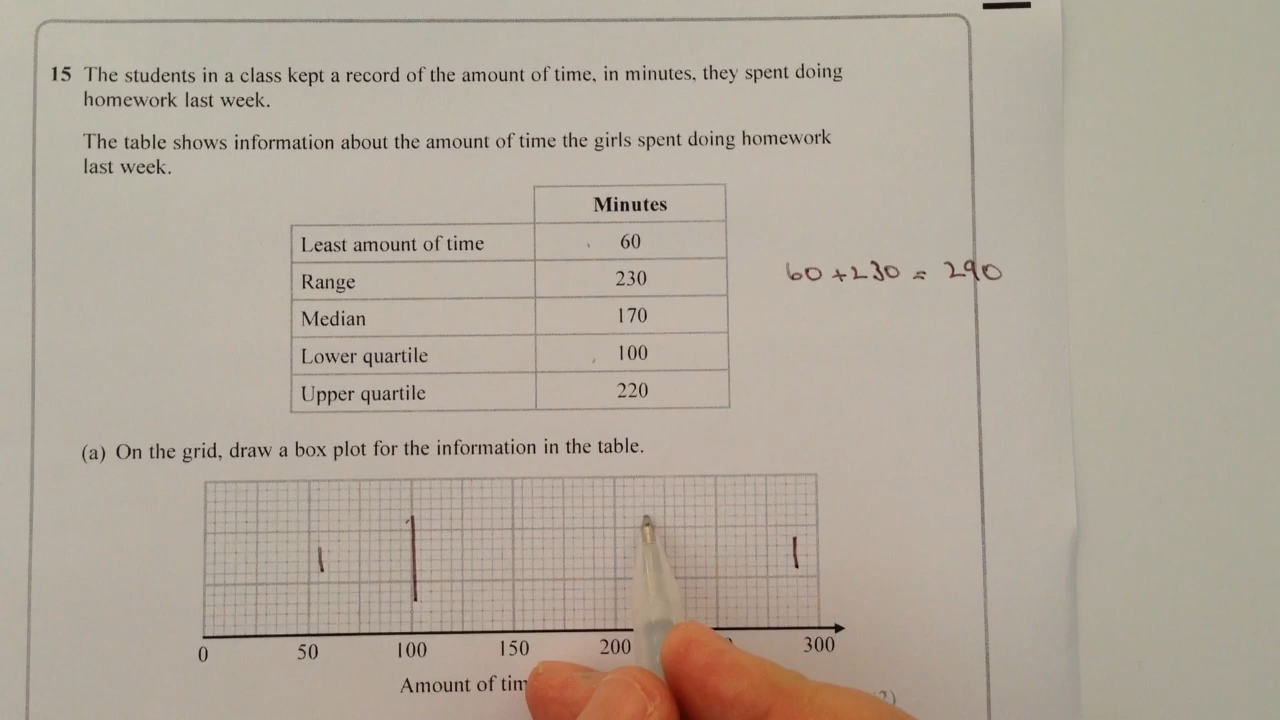 15 The students in a class kept a record of the amount of time, in minutes, they spent doing
homework last week.
The table shows information about the amount of time the girls spent doing homework
last week.
Minutes
Least amount of time 60
Range 230
Median 170
Lower quartile 100
Upper quartile 220
60 + 230 = 290
(a) On the grid, draw a box plot for the information in the table.
0 50 100 150 200 300
Amount of